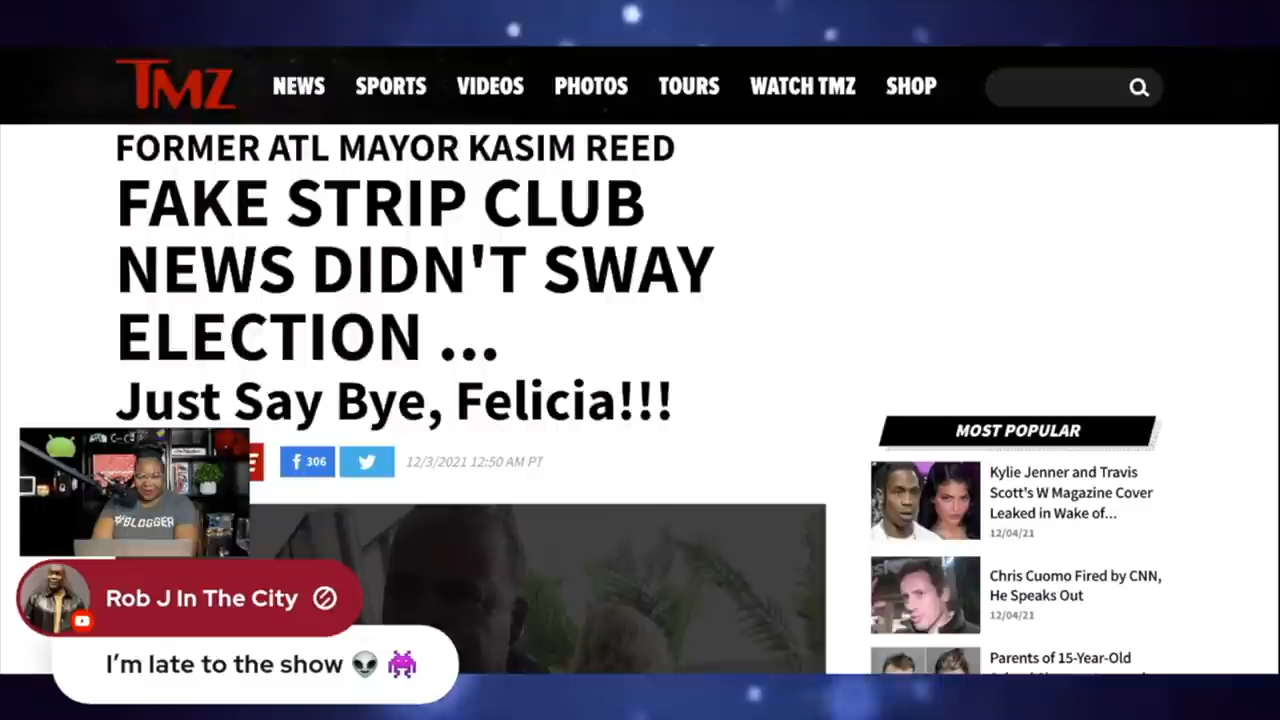 TMZ
NEWS SPORTS VIDEOS PHOTOS TOURS WATCH TMZ SHOP
FORMER ATL MAYOR KASIM REED
FAKE STRIP CLUB
NEWS DIDN'T SWAY
ELECTION ...
Just Say Bye, Felicia!!!
E
f 306
12/3/2021 12:50 AM PT
#BLOGGER
Rob J In The City
I'm late to the show 👽 👾
MOST POPULAR
Kylie Jenner and Travis
Scott's W Magazine Cover
Leaked in Wake of...
12/04/21
Chris Cuomo Fired by CNN,
He Speaks Out
12/04/21
Parents of 15-Year-Old